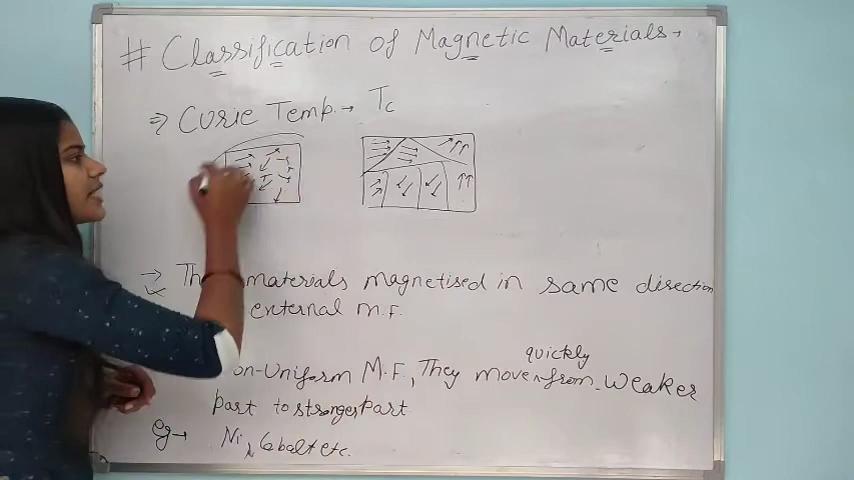 # Classification of Magnetic Materials →
⇒ Curie Temp. → Tc
→ materials magnetised in same direction
external M.F.
on-Uniform M.F., They move quickly from weaker
part to stronger part
eg → Ni, Cobalt etc.